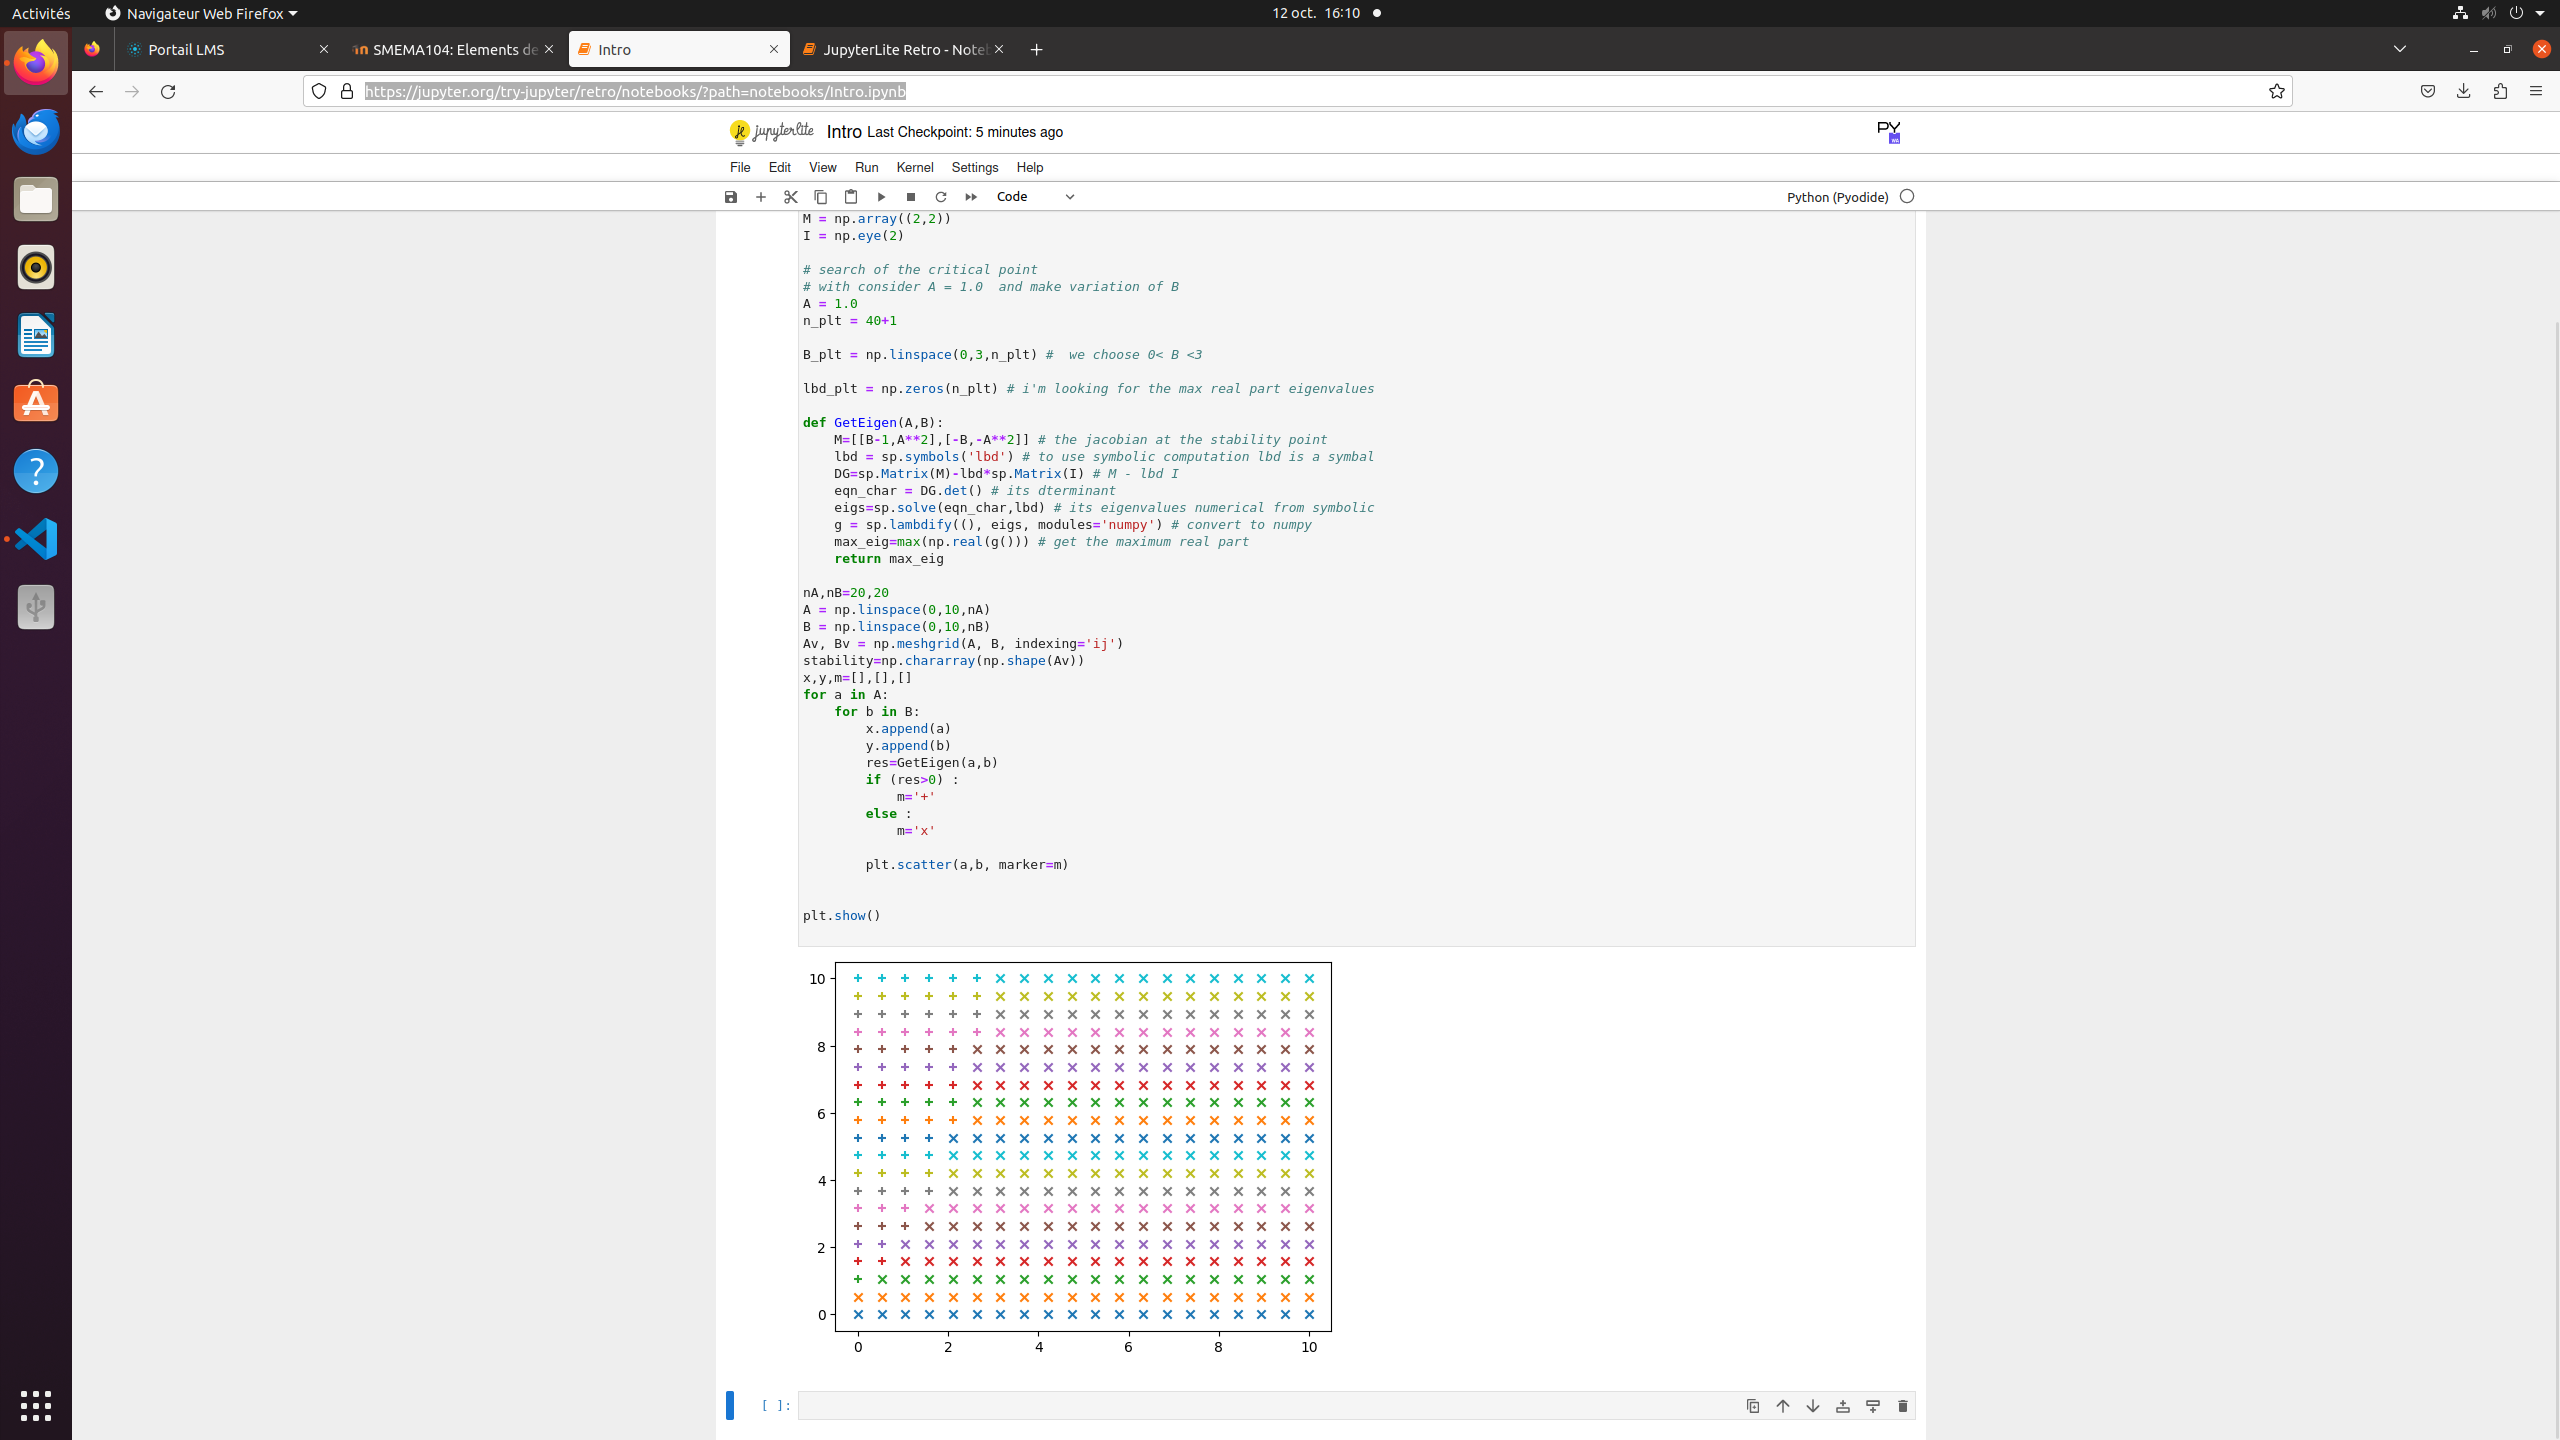 Activités
Navigateur Web Firefox
12 oct. 16:10
Portail LMS
SMEMA104: Elements de
Intro
JupyterLite Retro - Noteb
https://jupyter.org/try-jupyter/retro/notebooks/?path=notebooks/Intro.ipynb
jupyterlite
Intro Last Checkpoint: 5 minutes ago
PY
File Edit View Run Kernel Settings Help
Code
Python (Pyodide)
M = np.array((2,2))
I = np.eye(2)
# search of the critical point
# with consider A = 1.0  and make variation of B
A = 1.0
n_plt = 40+1
B_plt = np.linspace(0,3,n_plt) #  we choose 0< B <3
lbd_plt = np.zeros(n_plt) # i'm looking for the max real part eigenvalues
def GetEigen(A,B):
    M=[[B-1,A**2],[-B,-A**2]] # the jacobian at the stability point
    lbd = sp.symbols('lbd') # to use symbolic computation lbd is a symbal
    DG=sp.Matrix(M)-lbd*sp.Matrix(I) # M - lbd I
    eqn_char = DG.det() # its dterminant
    eigs=sp.solve(eqn_char,lbd) # its eigenvalues numerical from symbolic
    g = sp.lambdify((), eigs, modules='numpy') # convert to numpy
    max_eig=max(np.real(g())) # get the maximum real part
    return max_eig
nA,nB=20,20
A = np.linspace(0,10,nA)
B = np.linspace(0,10,nB)
Av, Bv = np.meshgrid(A, B, indexing='ij')
stability=np.chararray(np.shape(Av))
x,y,m=[],[],[]
for a in A:
    for b in B:
        x.append(a)
        y.append(b)
        res=GetEigen(a,b)
        if (res>0) :
            m='+'
        else :
            m='x'
        plt.scatter(a,b, marker=m)
plt.show()
10
8
6
4
2
0
0 2 4 6 8 10
[ ]: